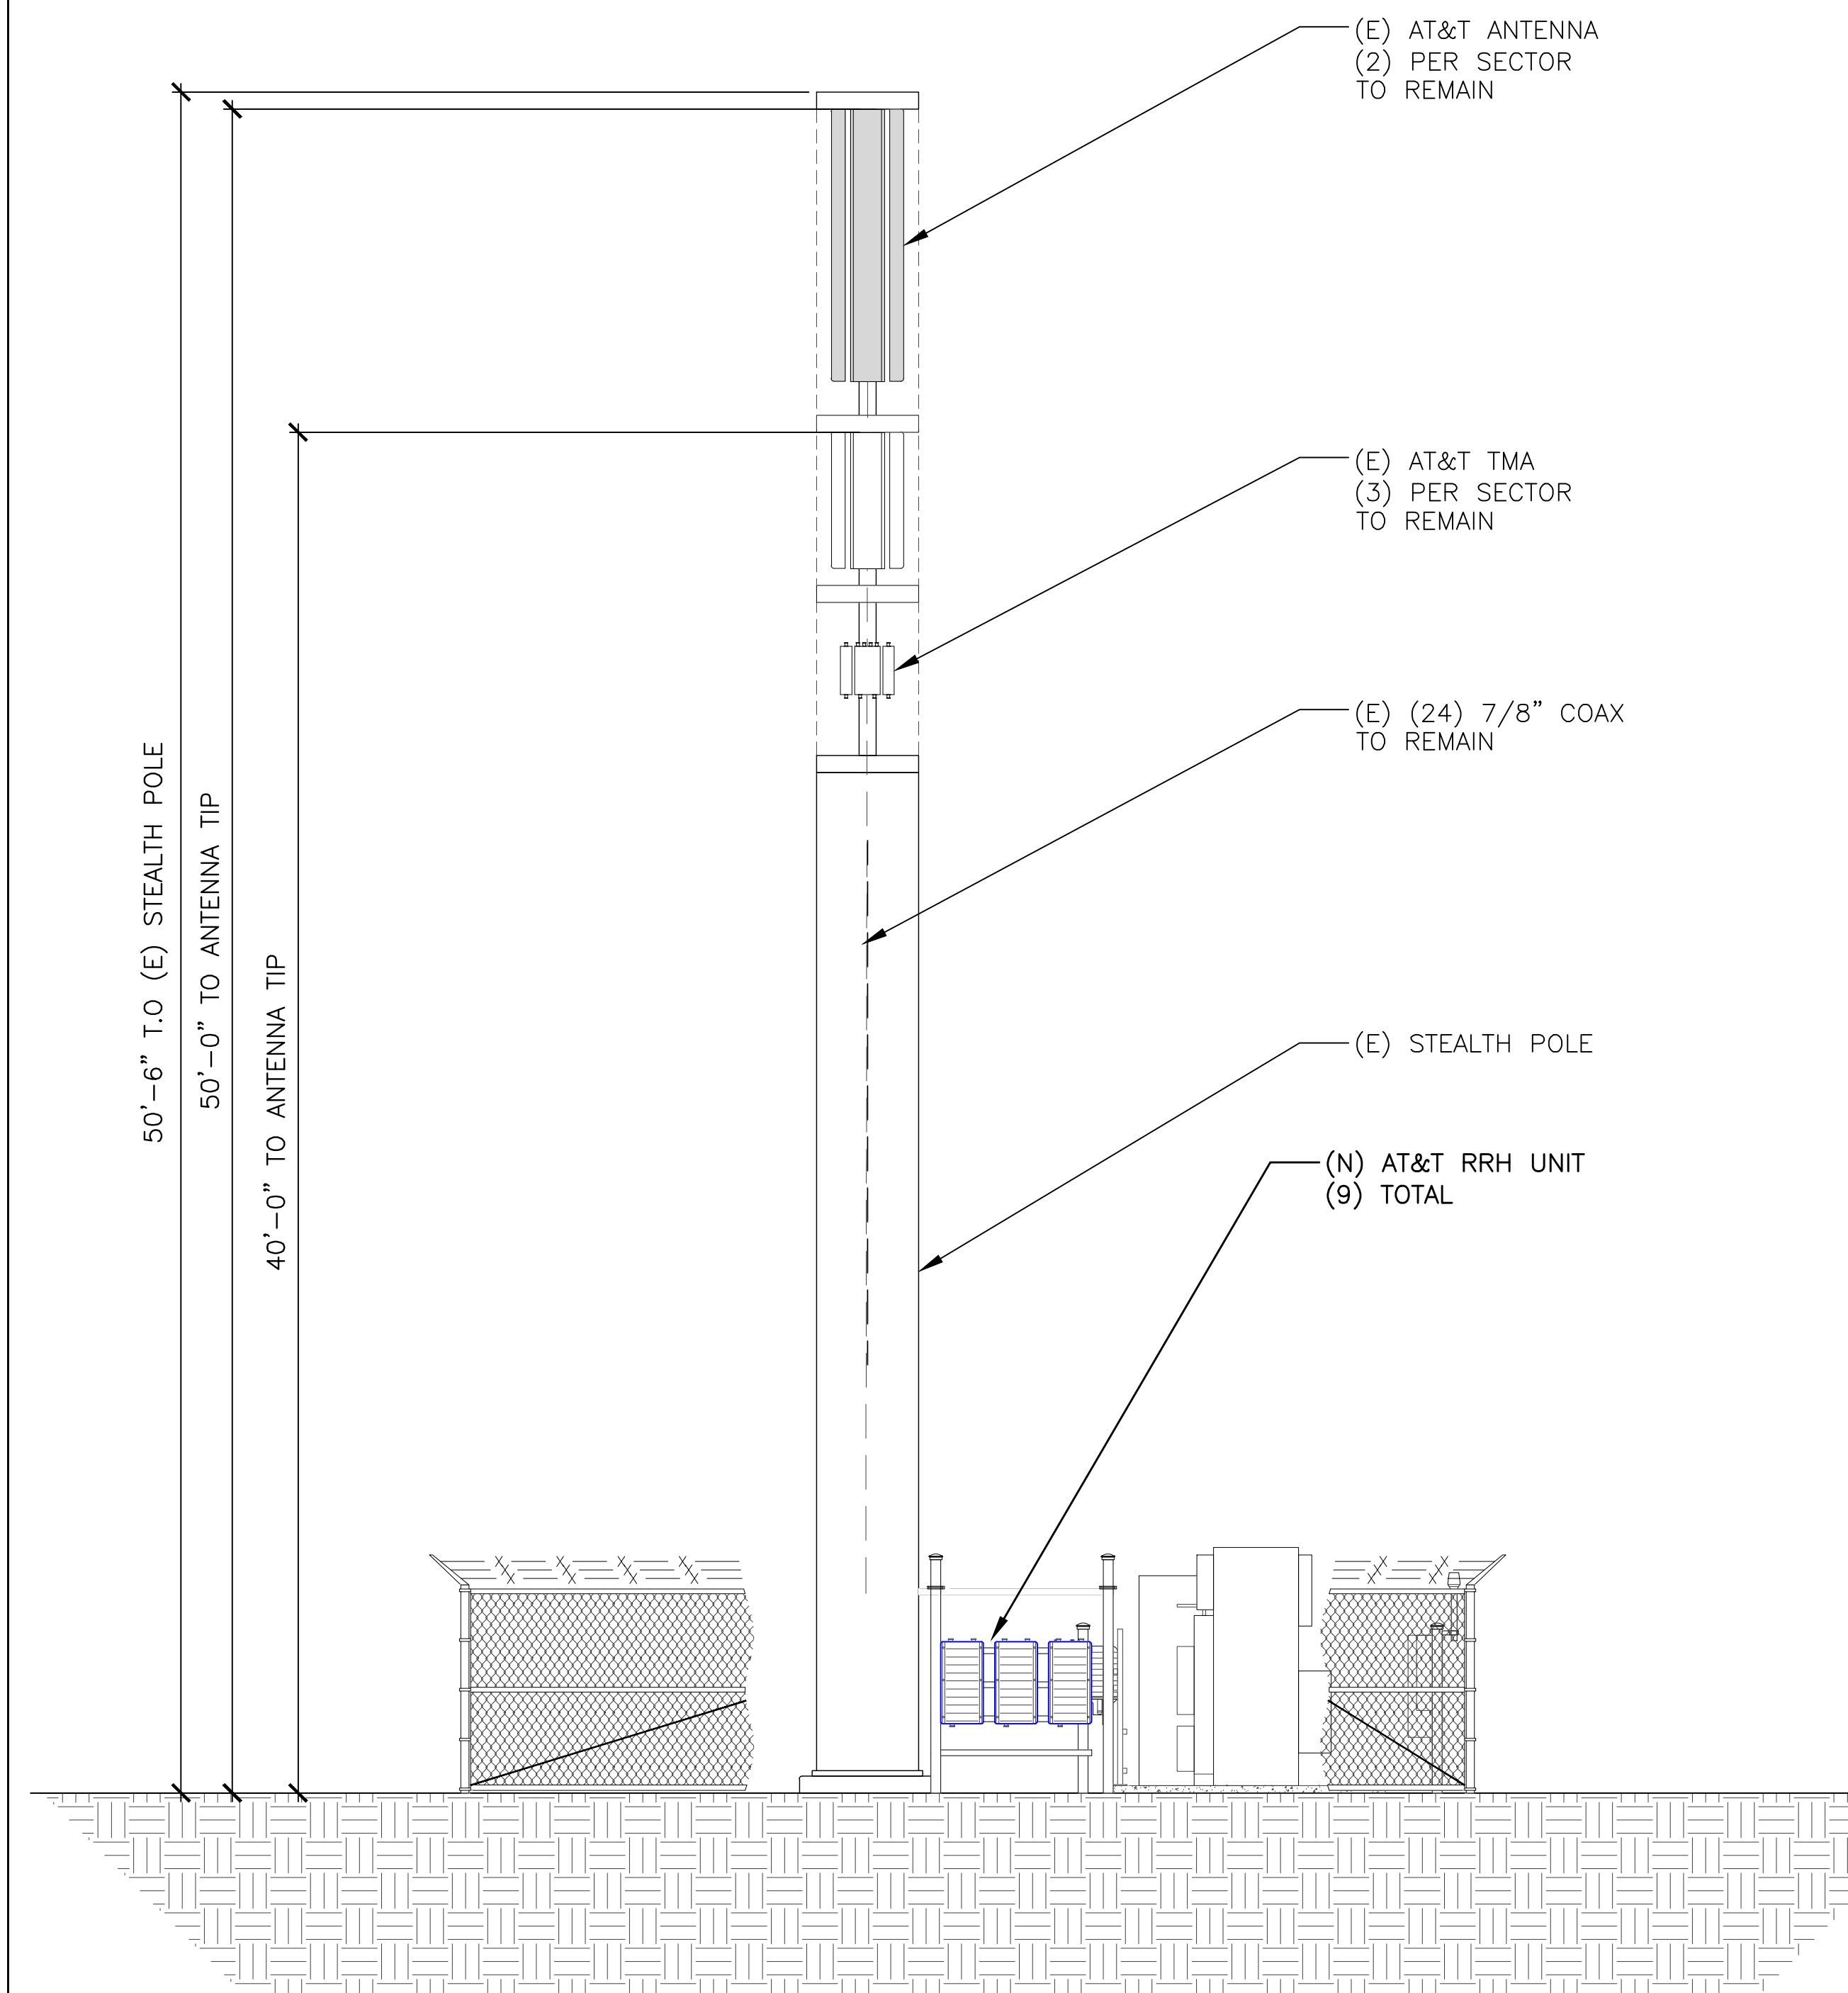 (E) AT&T ANTENNA
(2) PER SECTOR
TO REMAIN
(E) AT&T TMA
(3) PER SECTOR
TO REMAIN
(E) (24) 7/8" COAX
TO REMAIN
(E) STEALTH POLE
(N) AT&T RRH UNIT
(9) TOTAL
50'-6" T.O (E) STEALTH POLE
50'-0" TO ANTENNA TIP
40'-0" TO ANTENNA TIP